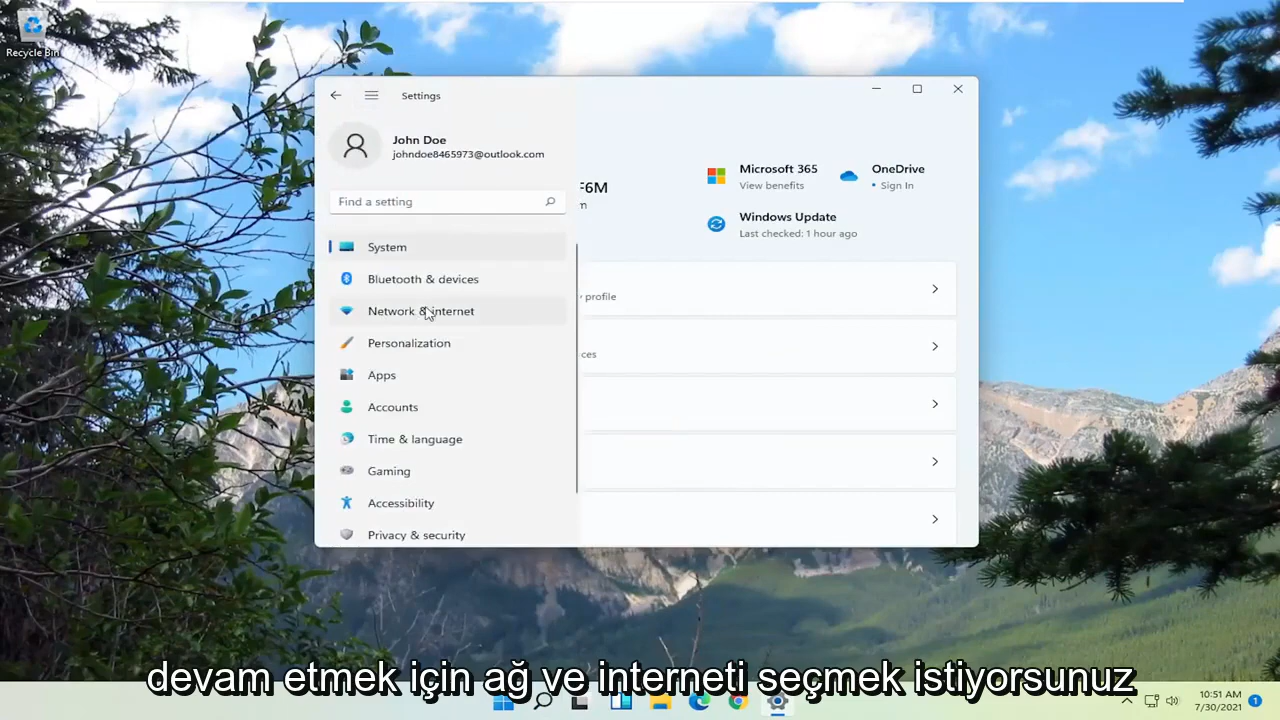 Recycle Bin
Settings
John Doe
johndoe8465973@outlook.com
Find a setting
System
Bluetooth & devices
Network & internet
Personalization
Apps
Accounts
Time & language
Gaming
Accessibility
Privacy & security
F6M
Microsoft 365
View benefits
OneDrive
• Sign In
Windows Update
Last checked: 1 hour ago
profile
ces
devam etmek için ağ ve interneti seçmek istiyorsunuz
10:51 AM
7/30/2021
1